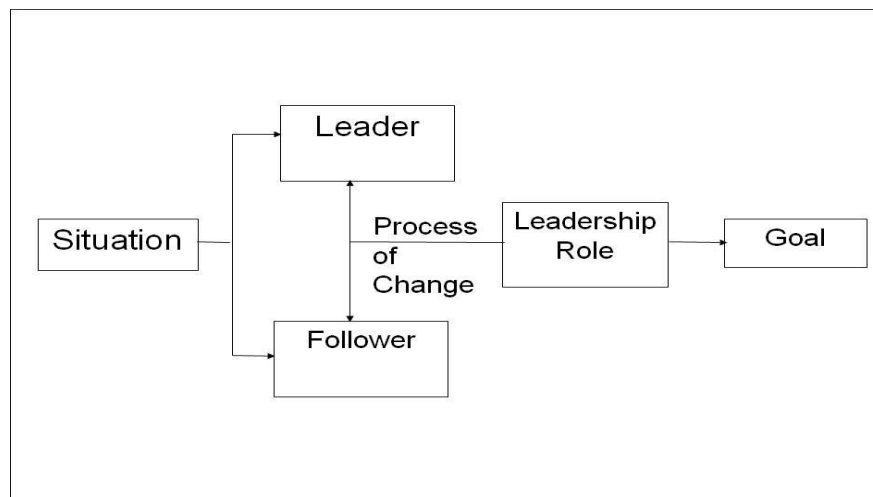 Leader
Situation
Process
of
Change
Leadership
Role
Goal
Follower